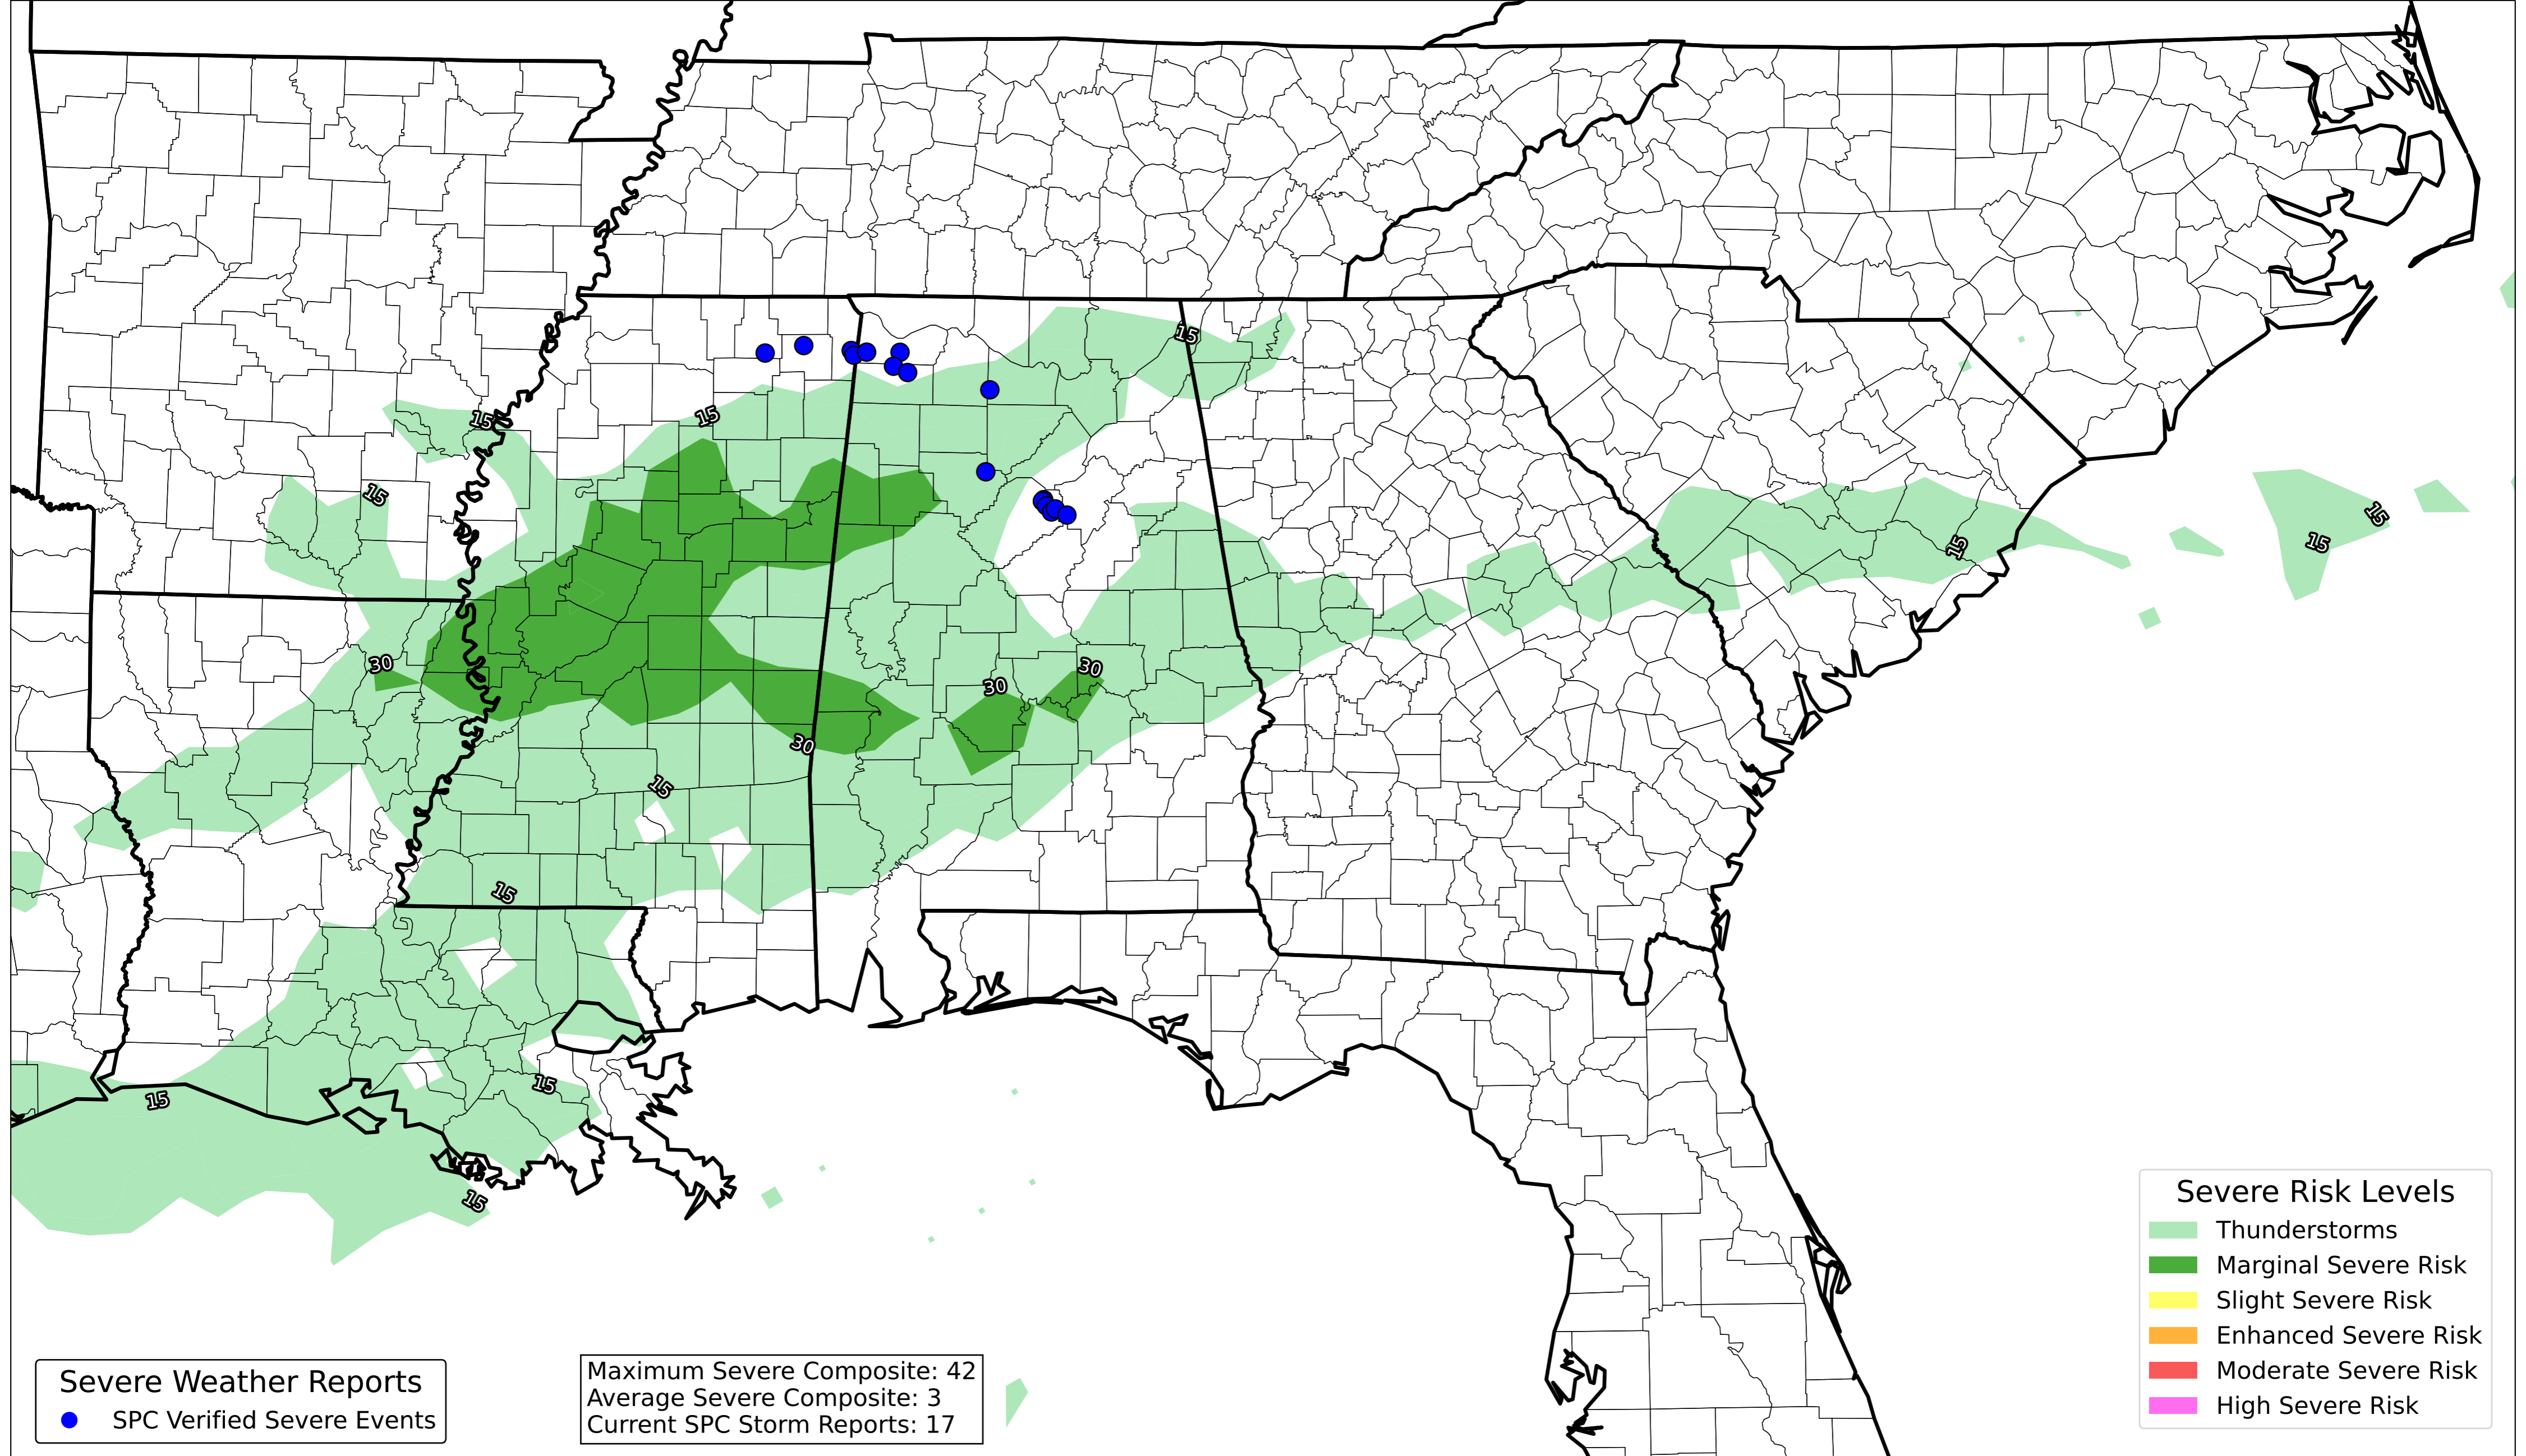 15
15
15
15
15
15
15
15
30
30
30
30
15
15
15
15
15
Severe Risk Levels
Thunderstorms
Marginal Severe Risk
Slight Severe Risk
Enhanced Severe Risk
Moderate Severe Risk
High Severe Risk
Severe Weather Reports
SPC Verified Severe Events
Maximum Severe Composite: 42
Average Severe Composite: 3
Current SPC Storm Reports: 17